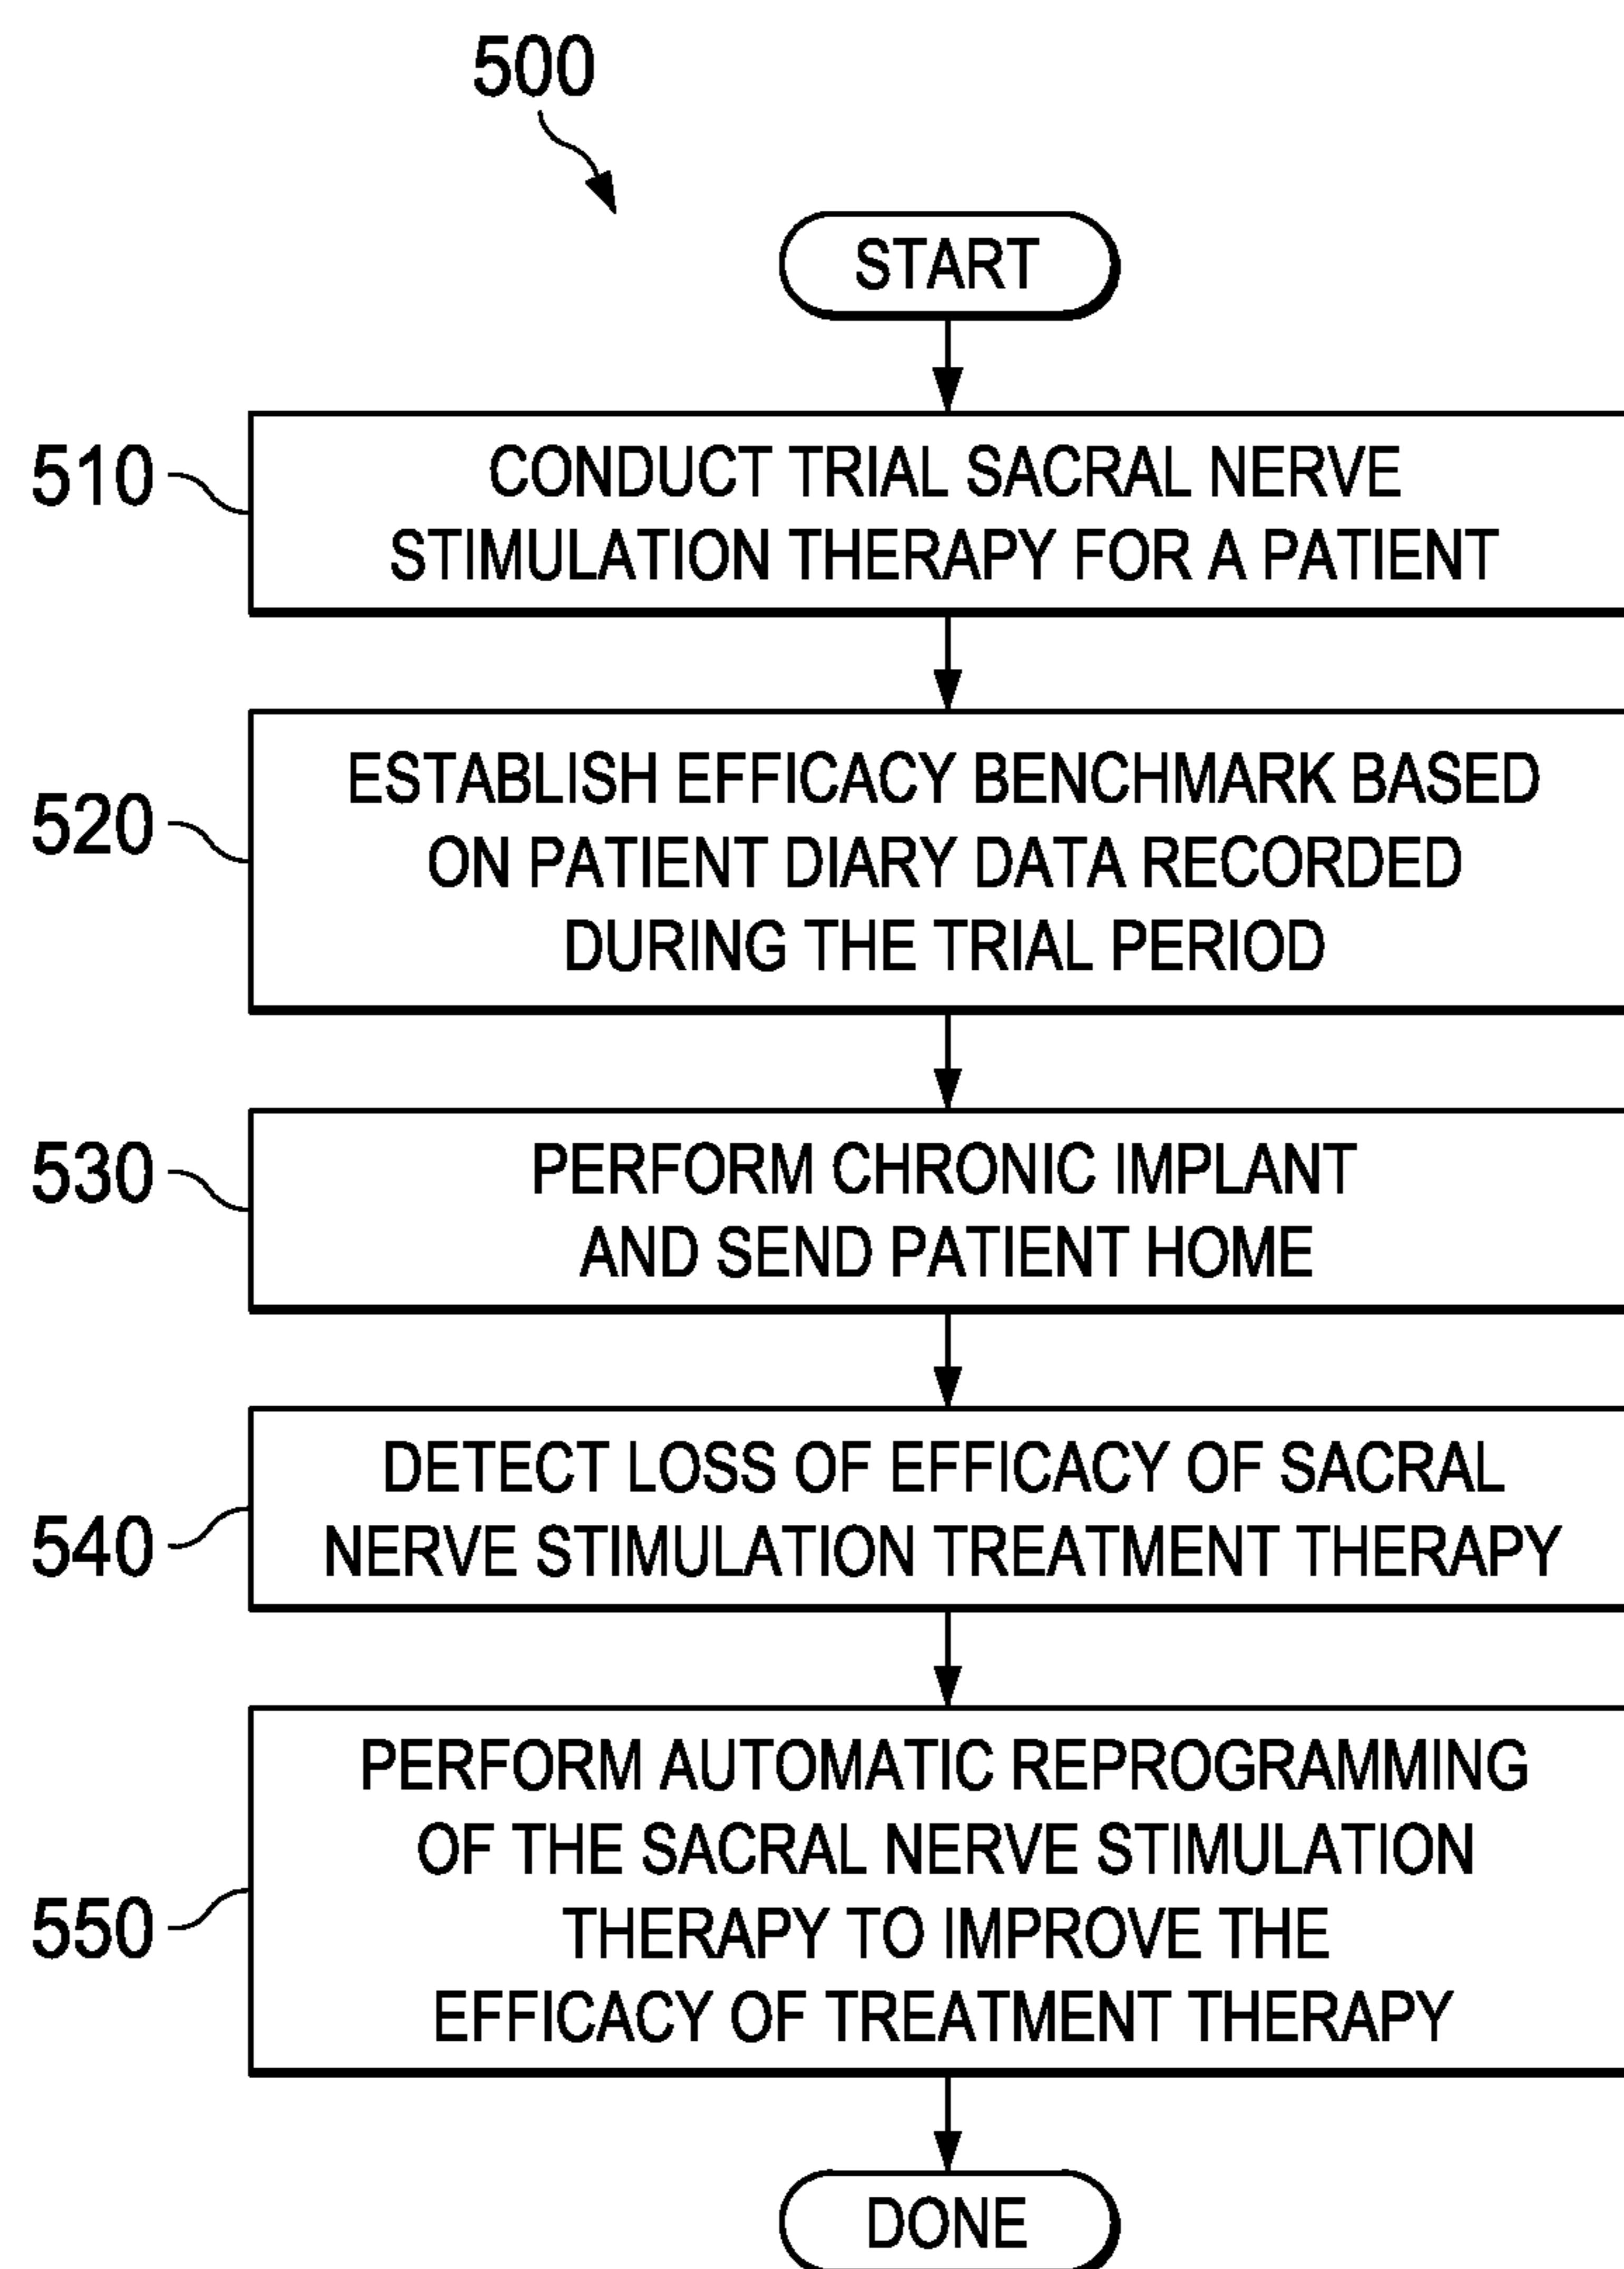 500
START
510
CONDUCT TRIAL SACRAL NERVE
STIMULATION THERAPY FOR A PATIENT
520
ESTABLISH EFFICACY BENCHMARK BASED
ON PATIENT DIARY DATA RECORDED
DURING THE TRIAL PERIOD
530
PERFORM CHRONIC IMPLANT
AND SEND PATIENT HOME
540
DETECT LOSS OF EFFICACY OF SACRAL
NERVE STIMULATION TREATMENT THERAPY
550
PERFORM AUTOMATIC REPROGRAMMING
OF THE SACRAL NERVE STIMULATION
THERAPY TO IMPROVE THE
EFFICACY OF TREATMENT THERAPY
DONE